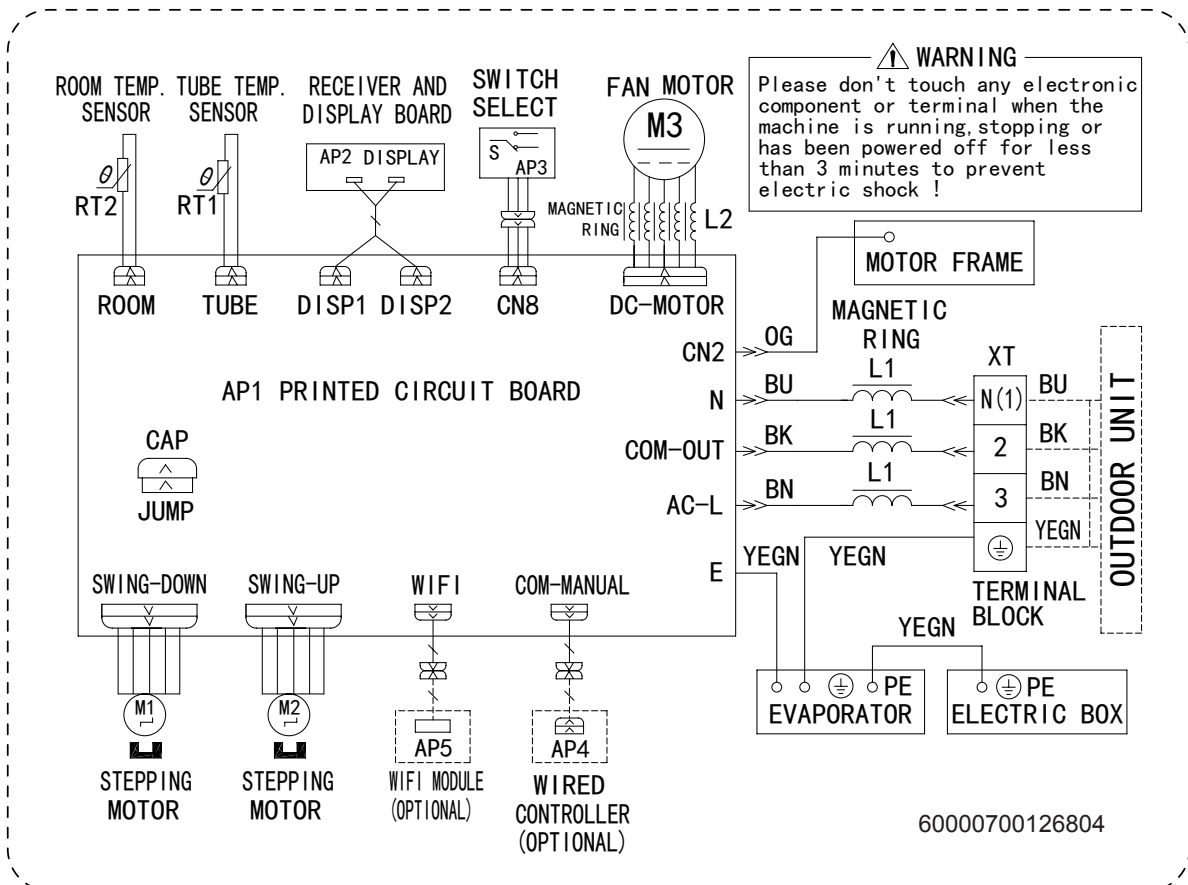 WARNING
Please don't touch any electronic
component or terminal when the
machine is running, stopping or
has been powered off for less
than 3 minutes to prevent
electric shock !
ROOM TEMP.
SENSOR
TUBE TEMP.
SENSOR
RECEIVER AND
DISPLAY BOARD
SWITCH
SELECT
FAN MOTOR
θ
RT2
θ
RT1
AP2 DISPLAY
S
AP3
M3
MAGNETIC
RING
L2
MOTOR FRAME
ROOM
TUBE
DISP1
DISP2
CN8
DC-MOTOR
MAGNETIC
RING
CN2
OG
XT
AP1 PRINTED CIRCUIT BOARD
N
BU
L1
N(1)
BU
COM-OUT
BK
L1
2
BK
AC-L
BN
L1
3
BN
YEGN
OUTDOOR UNIT
CAP
JUMP
E
YEGN
YEGN
TERMINAL
BLOCK
YEGN
SWING-DOWN
SWING-UP
WIFI
COM-MANUAL
PE
EVAPORATOR
PE
ELECTRIC BOX
M1
M2
AP5
AP4
STEPPING
MOTOR
STEPPING
MOTOR
WIFI MODULE
(OPTIONAL)
WIRED
CONTROLLER
(OPTIONAL)
60000700126804